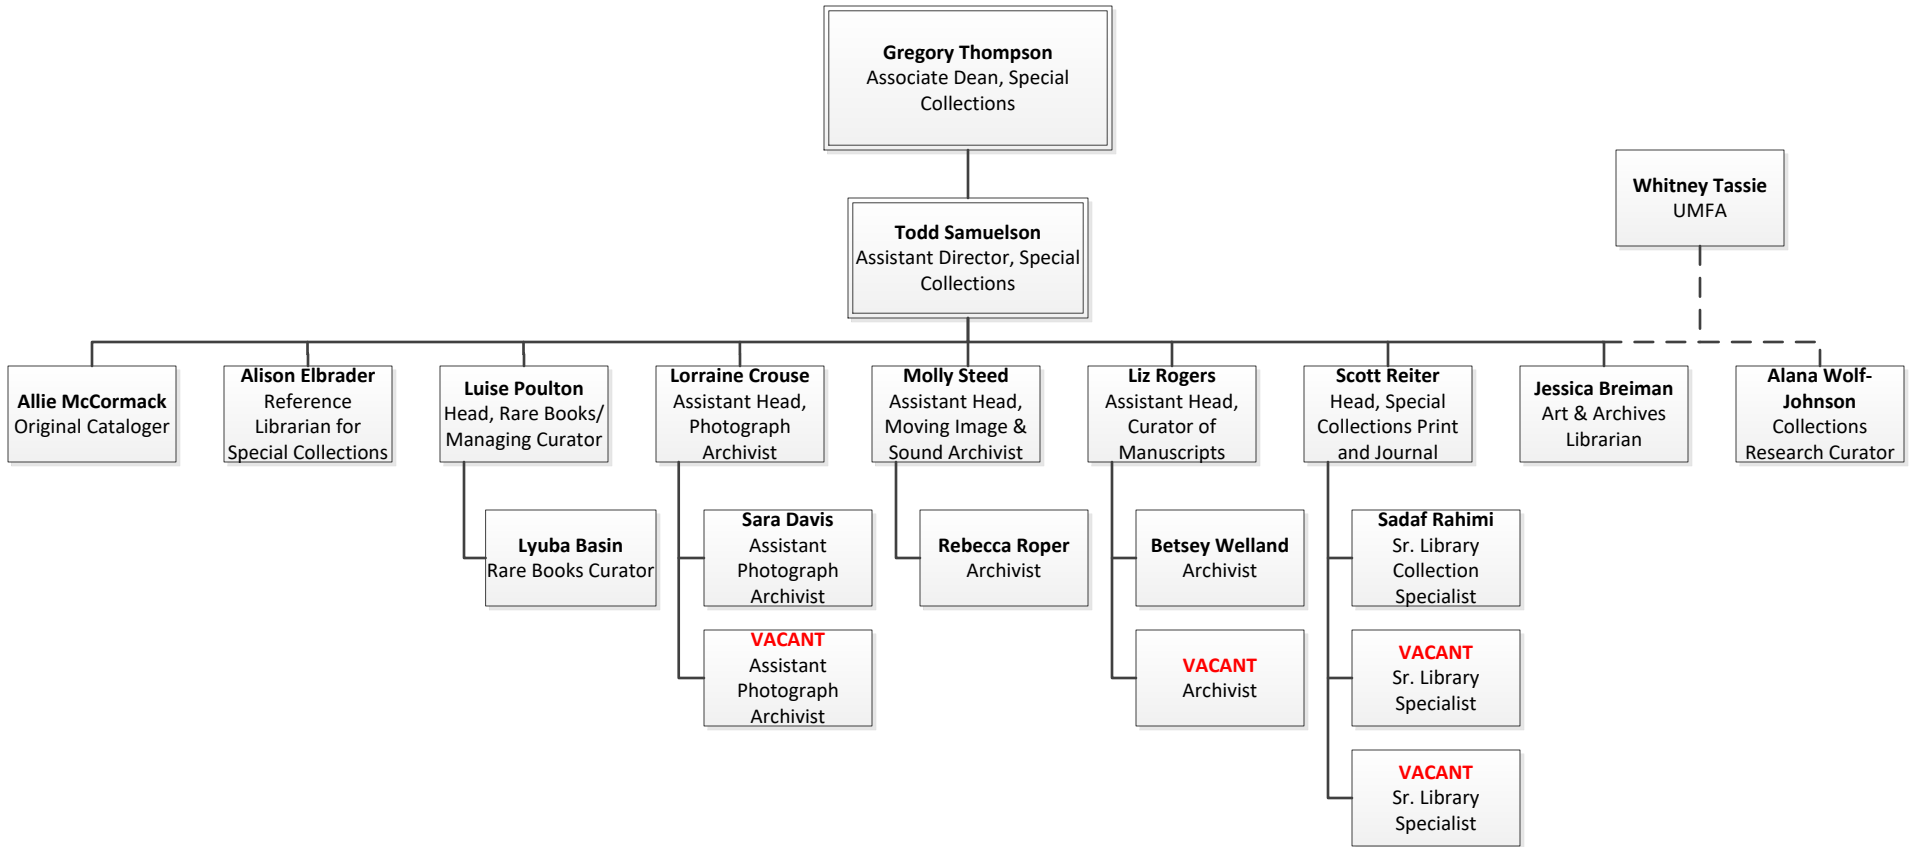 Gregory Thompson
Associate Dean, Special
Collections
Whitney Tassie
UMFA
Todd Samuelson
Assistant Director, Special
Collections
Allie McCormack
Original Cataloger
Alison Elbrader
Reference
Librarian for
Special Collections
Luise Poulton
Head, Rare Books/
Managing Curator
Lorraine Crouse
Assistant Head,
Photograph
Archivist
Molly Steed
Assistant Head,
Moving Image &
Sound Archivist
Liz Rogers
Assistant Head,
Curator of
Manuscripts
Scott Reiter
Head, Special
Collections Print
and Journal
Jessica Breiman
Art & Archives
Librarian
Alana Wolf-
Johnson
Collections
Research Curator
Lyuba Basin
Rare Books Curator
Sara Davis
Assistant
Photograph
Archivist
Rebecca Roper
Archivist
Betsey Welland
Archivist
Sadaf Rahimi
Sr. Library
Collection
Specialist
VACANT
Assistant
Photograph
Archivist
VACANT
Archivist
VACANT
Sr. Library
Specialist
VACANT
Sr. Library
Specialist